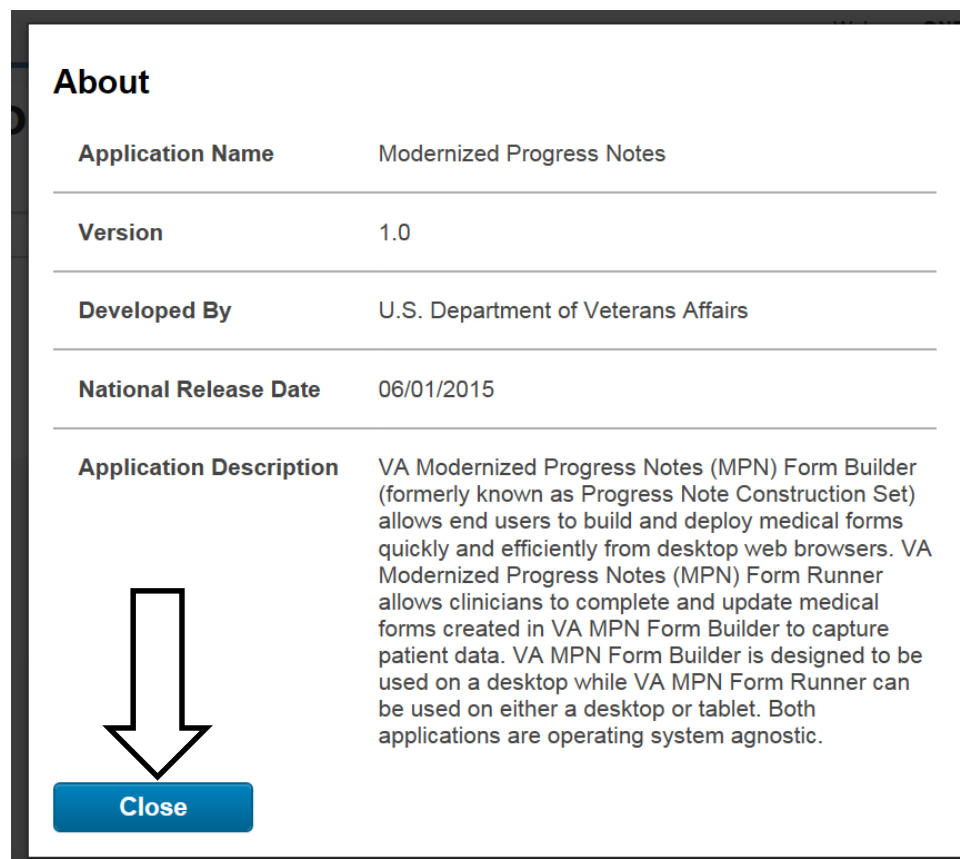 About
Application Name Modernized Progress Notes
Version 1.0
Developed By U.S. Department of Veterans Affairs
National Release Date 06/01/2015
Application Description VA Modernized Progress Notes (MPN) Form Builder
(formerly known as Progress Note Construction Set)
allows end users to build and deploy medical forms
quickly and efficiently from desktop web browsers. VA
Modernized Progress Notes (MPN) Form Runner
allows clinicians to complete and update medical
forms created in VA MPN Form Builder to capture
patient data. VA MPN Form Builder is designed to be
used on a desktop while VA MPN Form Runner can
be used on either a desktop or tablet. Both
applications are operating system agnostic.
Close